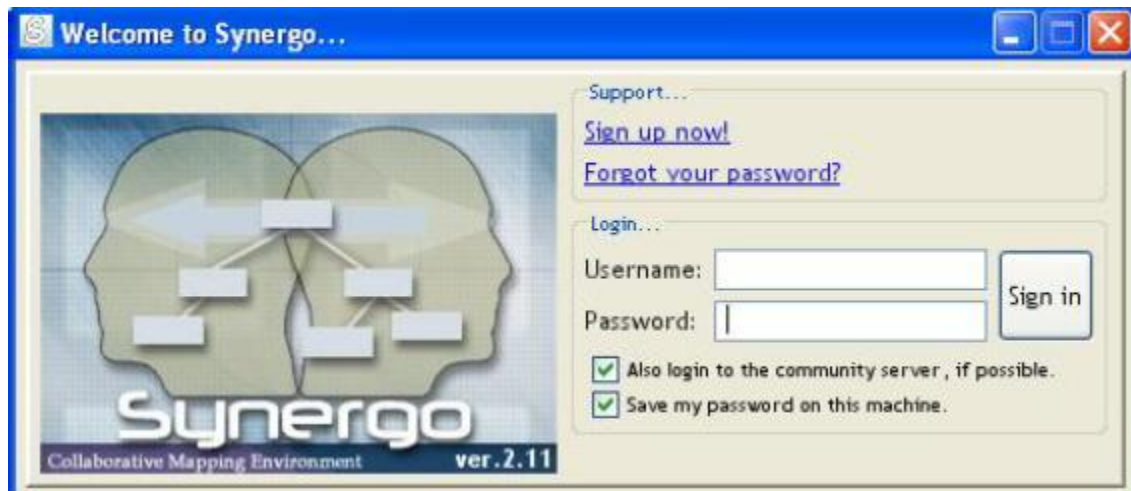 Welcome to Synergo...
Support...
Sign up now!
Forgot your password?
Login...
Username:
Password:
Sign in
Also login to the community server, if possible.
Save my password on this machine.
Synergo
Collaborative Mapping Environment ver.2.11